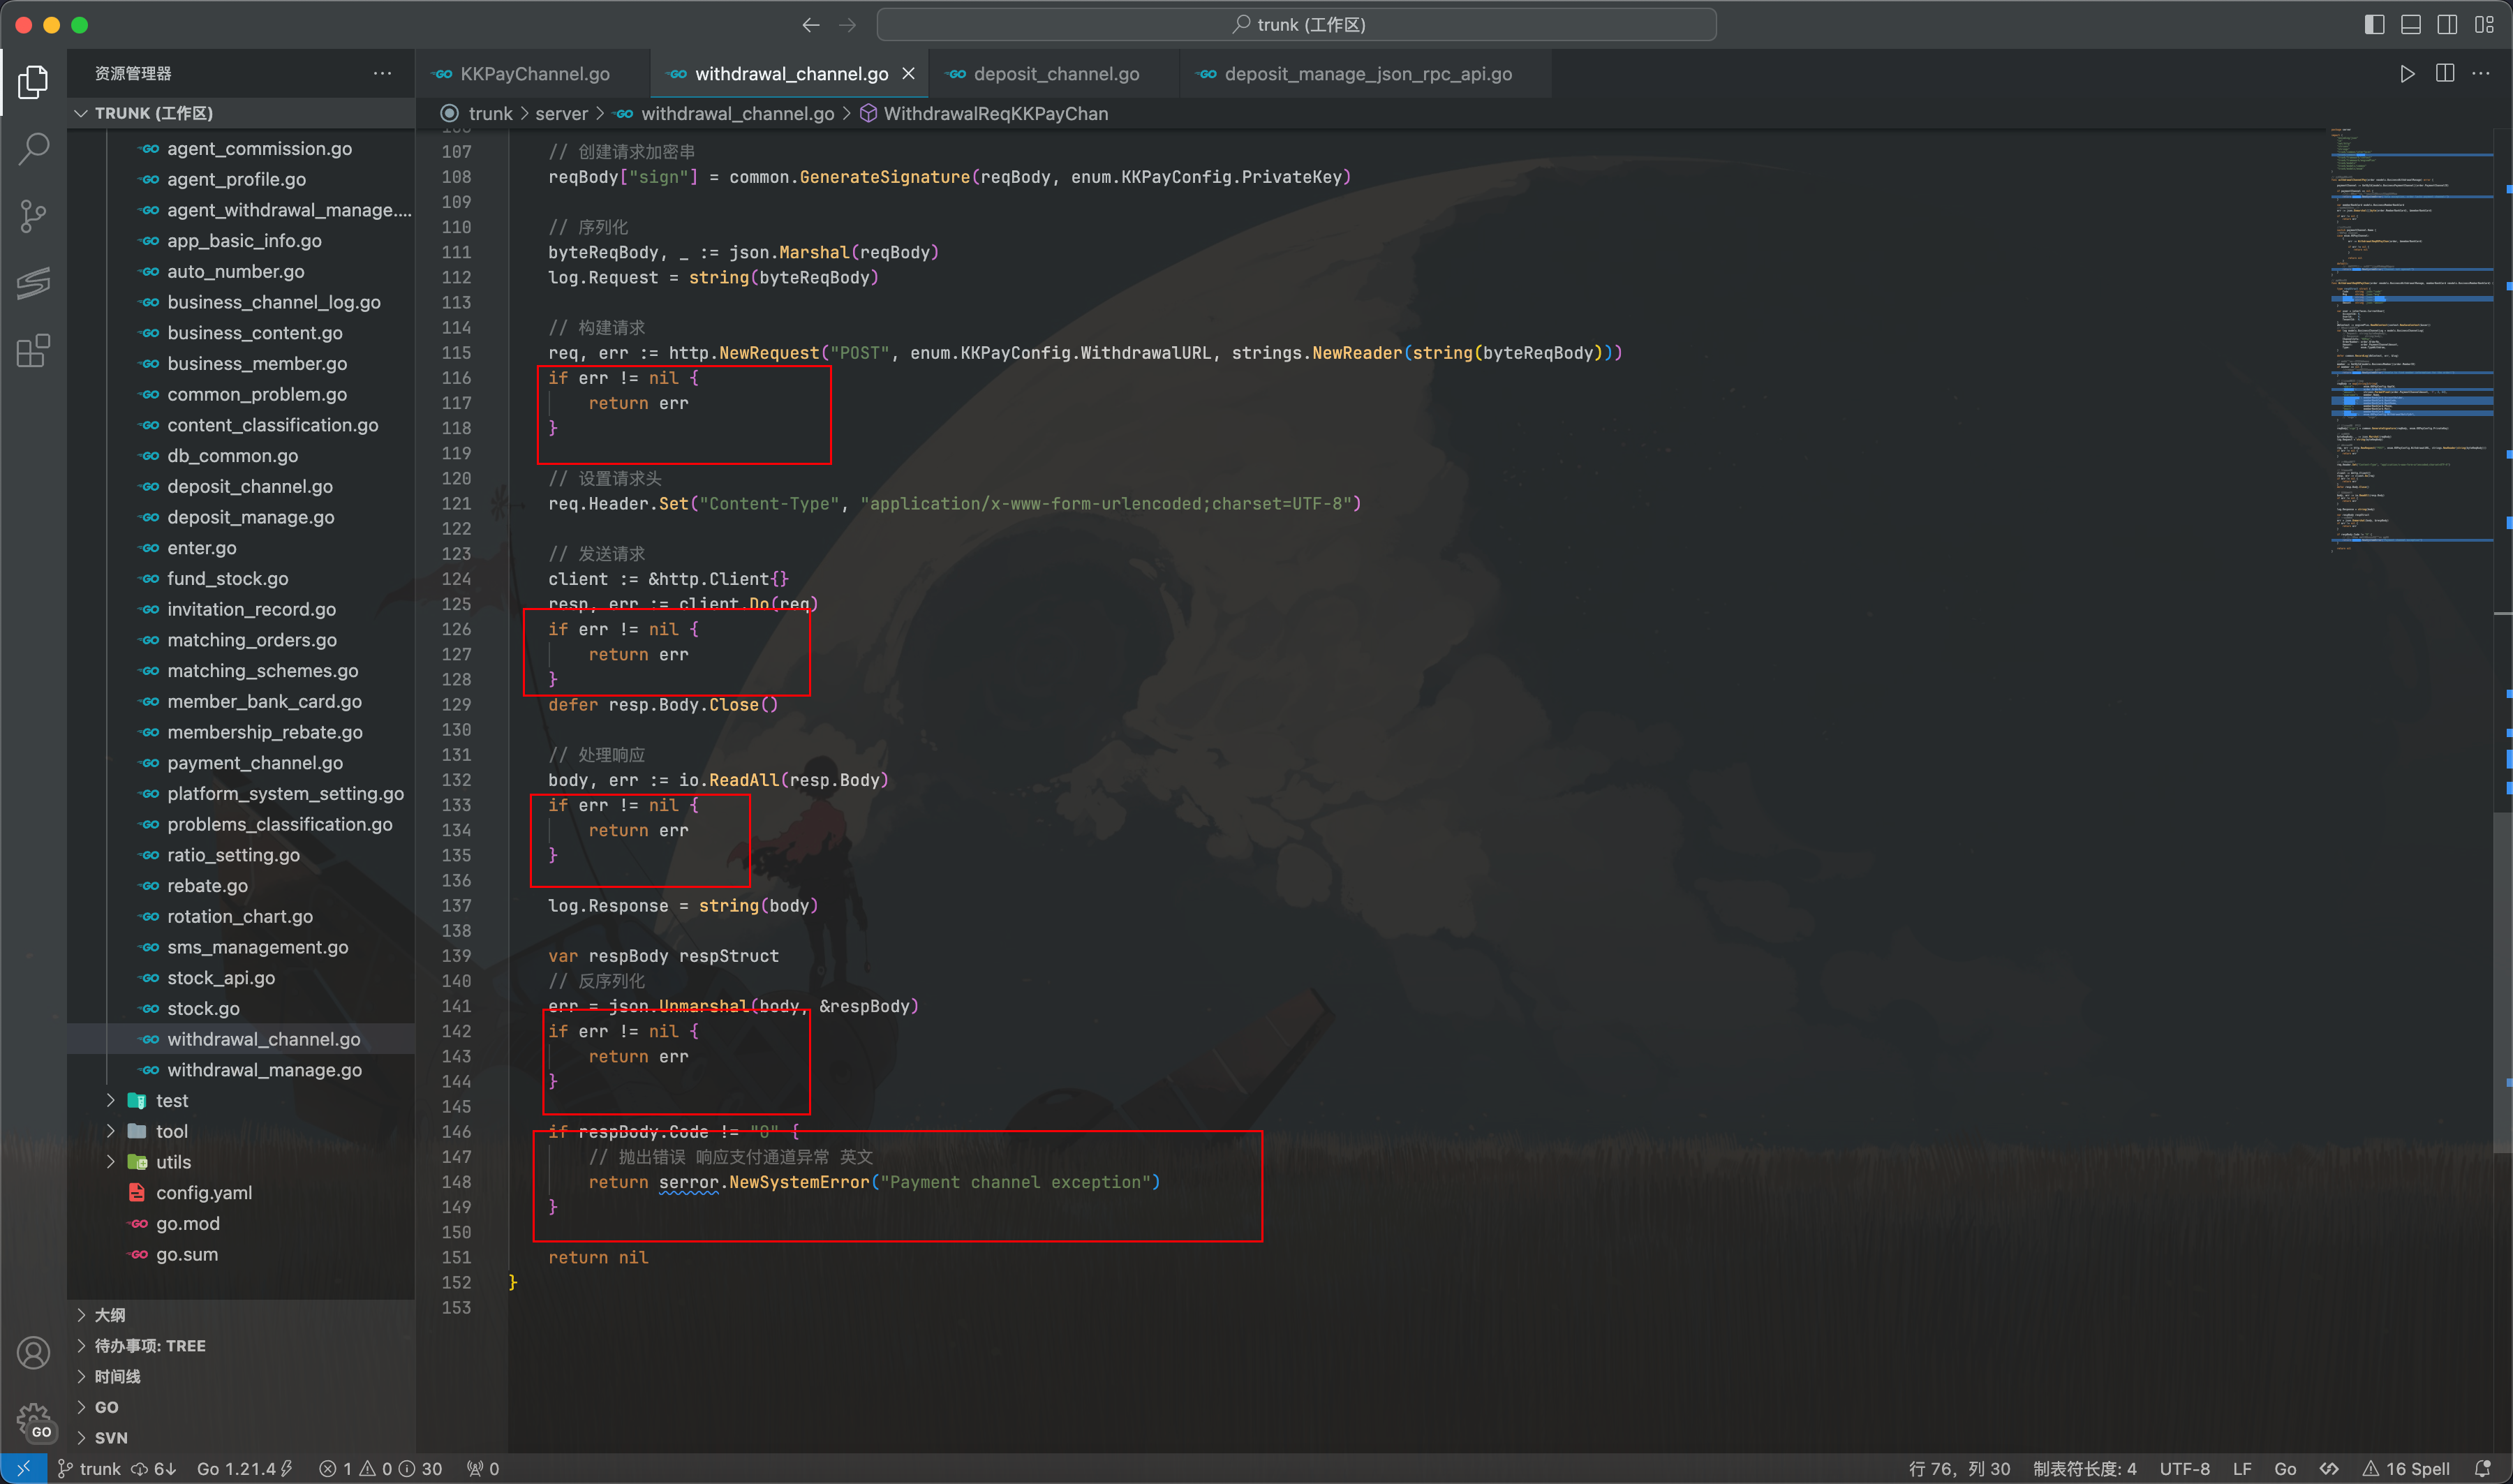 trunk (工作区)
资源管理器
KKPayChannel.go
withdrawal_channel.go
deposit_channel.go
deposit_manage_json_rpc_api.go
TRUNK (工作区)
trunk > server > withdrawal_channel.go > WithdrawalReqKKPayChan
agent_commission.go
agent_profile.go
agent_withdrawal_manage....
app_basic_info.go
auto_number.go
business_channel_log.go
business_content.go
business_member.go
common_problem.go
content_classification.go
db_common.go
deposit_channel.go
deposit_manage.go
enter.go
fund_stock.go
invitation_record.go
matching_orders.go
matching_schemes.go
member_bank_card.go
membership_rebate.go
payment_channel.go
platform_system_setting.go
problems_classification.go
ratio_setting.go
rebate.go
rotation_chart.go
sms_management.go
stock_api.go
stock.go
withdrawal_channel.go
withdrawal_manage.go
test
tool
utils
config.yaml
go.mod
go.sum
大纲
待办事项: TREE
时间线
GO
SVN
107 // 创建请求加密串
108 reqBody["sign"] = common.GenerateSignature(reqBody, enum.KKPayConfig.PrivateKey)
109
110 // 序列化
111 byteReqBody, _ := json.Marshal(reqBody)
112 log.Request = string(byteReqBody)
113
114 // 构建请求
115 req, err := http.NewRequest("POST", enum.KKPayConfig.WithdrawalURL, strings.NewReader(string(byteReqBody)))
116 if err != nil {
117 return err
118 }
119
120 // 设置请求头
121 req.Header.Set("Content-Type", "application/x-www-form-urlencoded;charset=UTF-8")
122
123 // 发送请求
124 client := &http.Client{}
125 resp, err := client.Do(req)
126 if err != nil {
127 return err
128 }
129 defer resp.Body.Close()
130
131 // 处理响应
132 body, err := io.ReadAll(resp.Body)
133 if err != nil {
134 return err
135 }
136
137 log.Response = string(body)
138
139 var respBody respStruct
140 // 反序列化
141 err = json.Unmarshal(body, &respBody)
142 if err != nil {
143 return err
144 }
145
146 if respBody.Code != "0" {
147 // 抛出错误 响应支付通道异常 英文
148 return serror.NewSystemError("Payment channel exception")
149 }
150
151 return nil
152 }
153
GO
trunk 6↓ Go 1.21.4 1 0 30 0
行 76，列 30 制表符长度: 4 UTF-8 LF Go 16 Spell